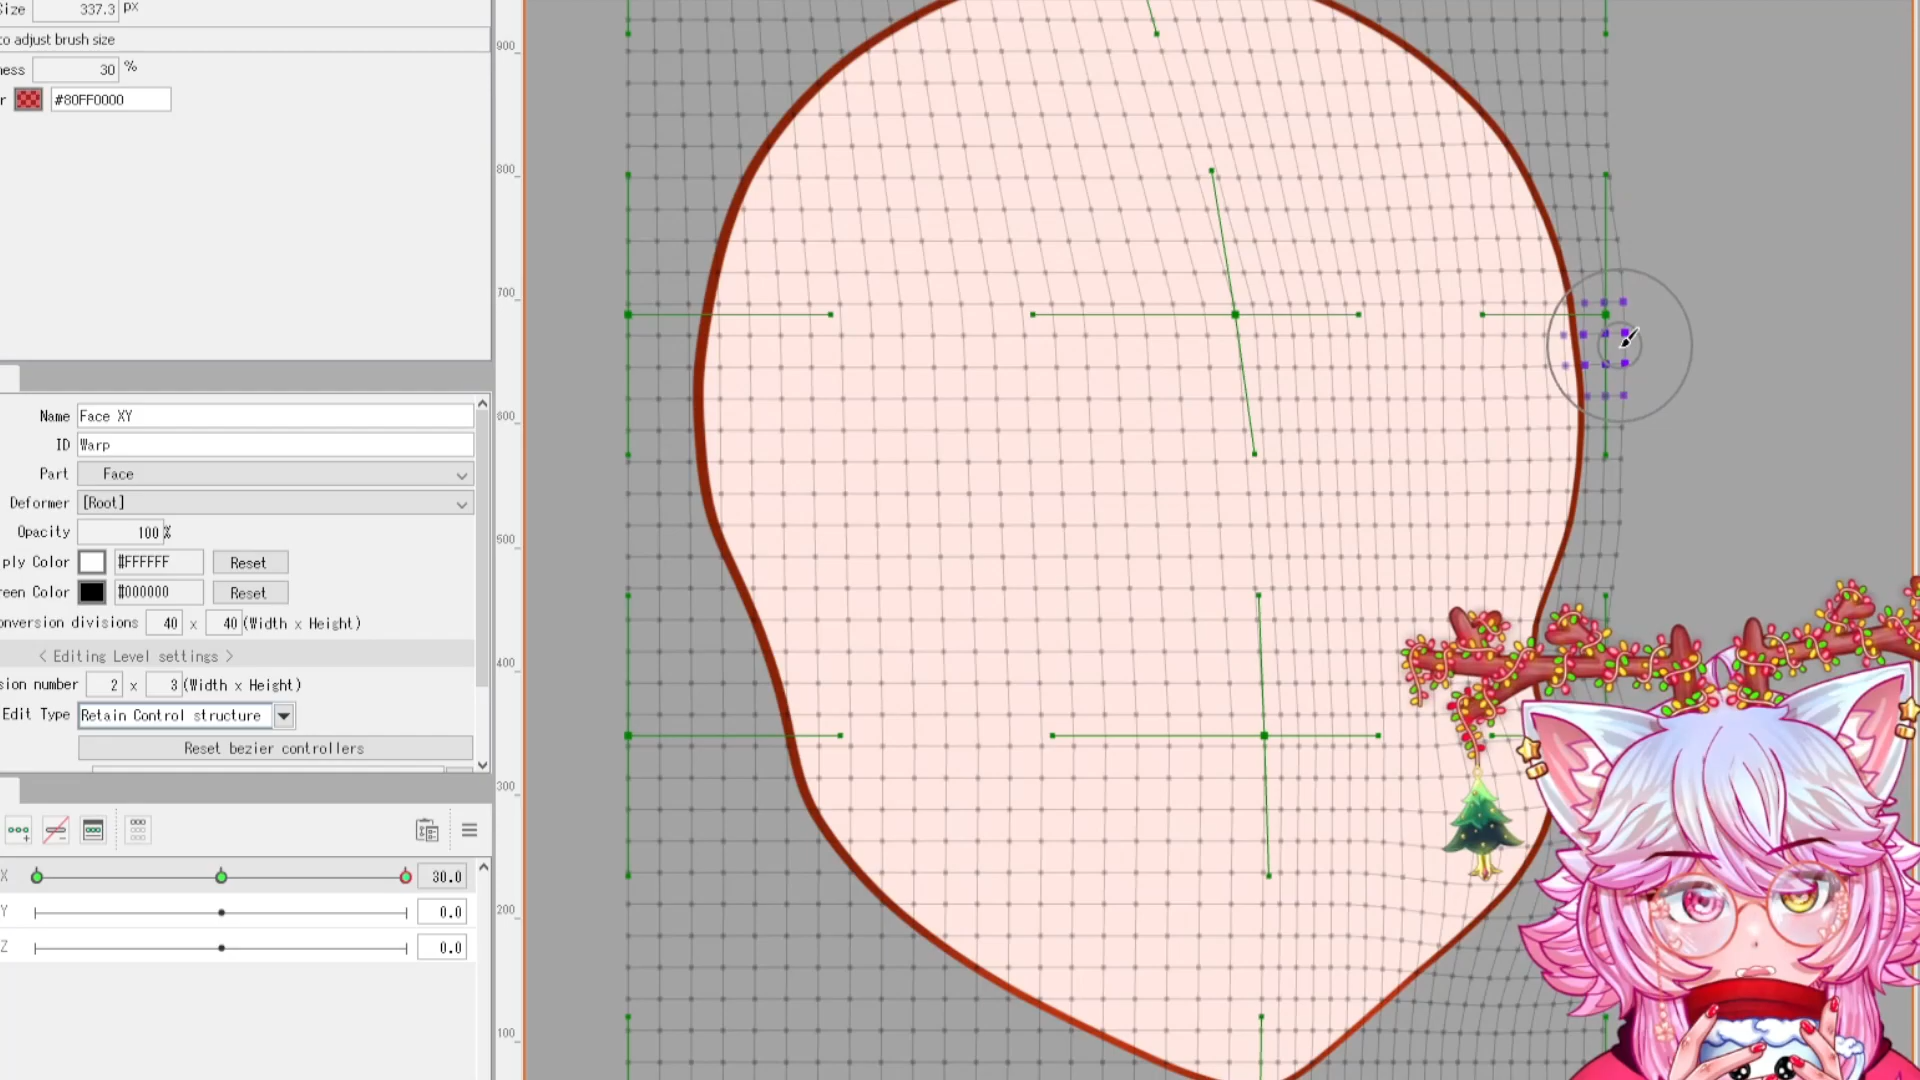 Size 337.3 px
to adjust brush size
ness 30 %
r #80FF0000
Name Face XY
ID Warp
Part Face
Deformer [Root]
Opacity 100 %
ply Color #FFFFFF Reset
reen Color #000000 Reset
onversion divisions 40 x 40 (Width x Height)
< Editing Level settings >
sion number 2 x 3 (Width x Height)
Edit Type Retain Control structure
Reset bezier controllers
X 30.0
Y 0.0
Z 0.0
900
800
700
600
500
400
300
200
100